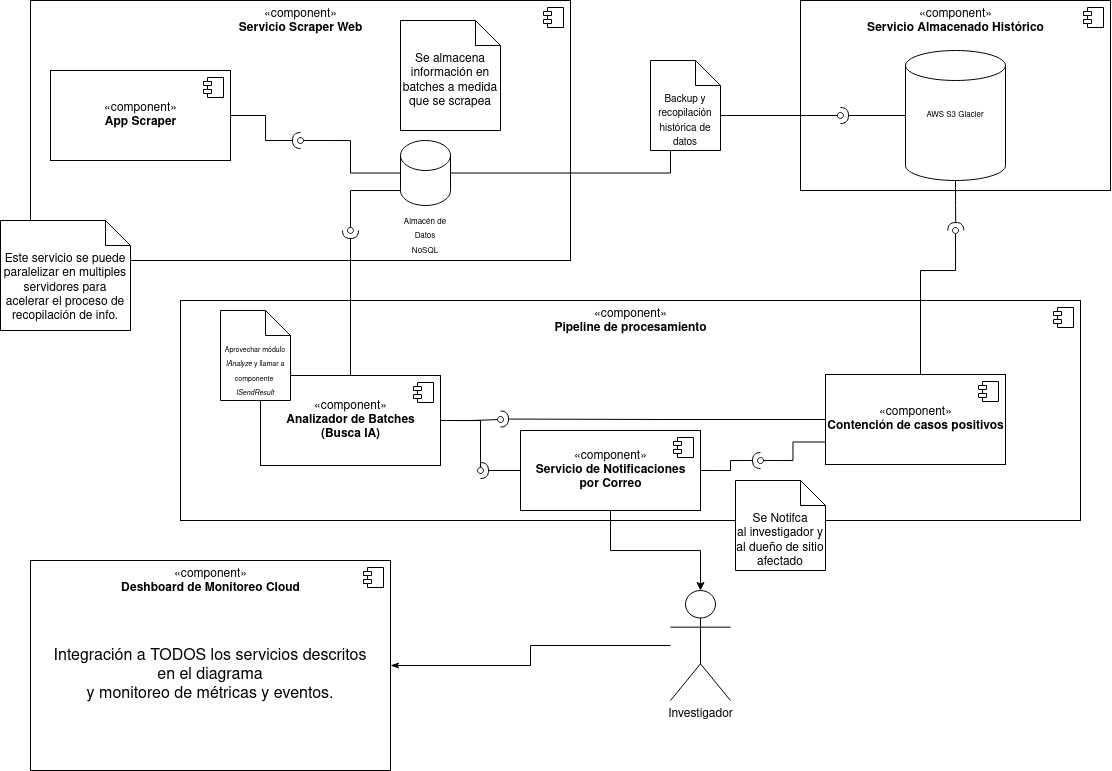 «component»
Servicio Scraper Web
«component»
App Scraper
Se almacena
información en
batches a medida
que se scrapea
Almacén de
Datos
NoSQL
Este servicio se puede
paralelizar en multiples
servidores para
acelerar el proceso de
recopilación de info.
Backup y
recopilación
histórica de
datos
«component»
Servicio Almacenado Histórico
AWS S3 Glacier
«component»
Pipeline de procesamiento
Aprovechar módulo
IAnalyze y llamar a
componente
ISendResult
«component»
Analizador de Batches
(Busca IA)
«component»
Servicio de Notificaciones
por Correo
«component»
Contención de casos positivos
Se Notifca
al investigador y
al dueño de sitio
afectado
«component»
Deshboard de Monitoreo Cloud
Integración a TODOS los servicios descritos
en el diagrama
y monitoreo de métricas y eventos.
Investigador